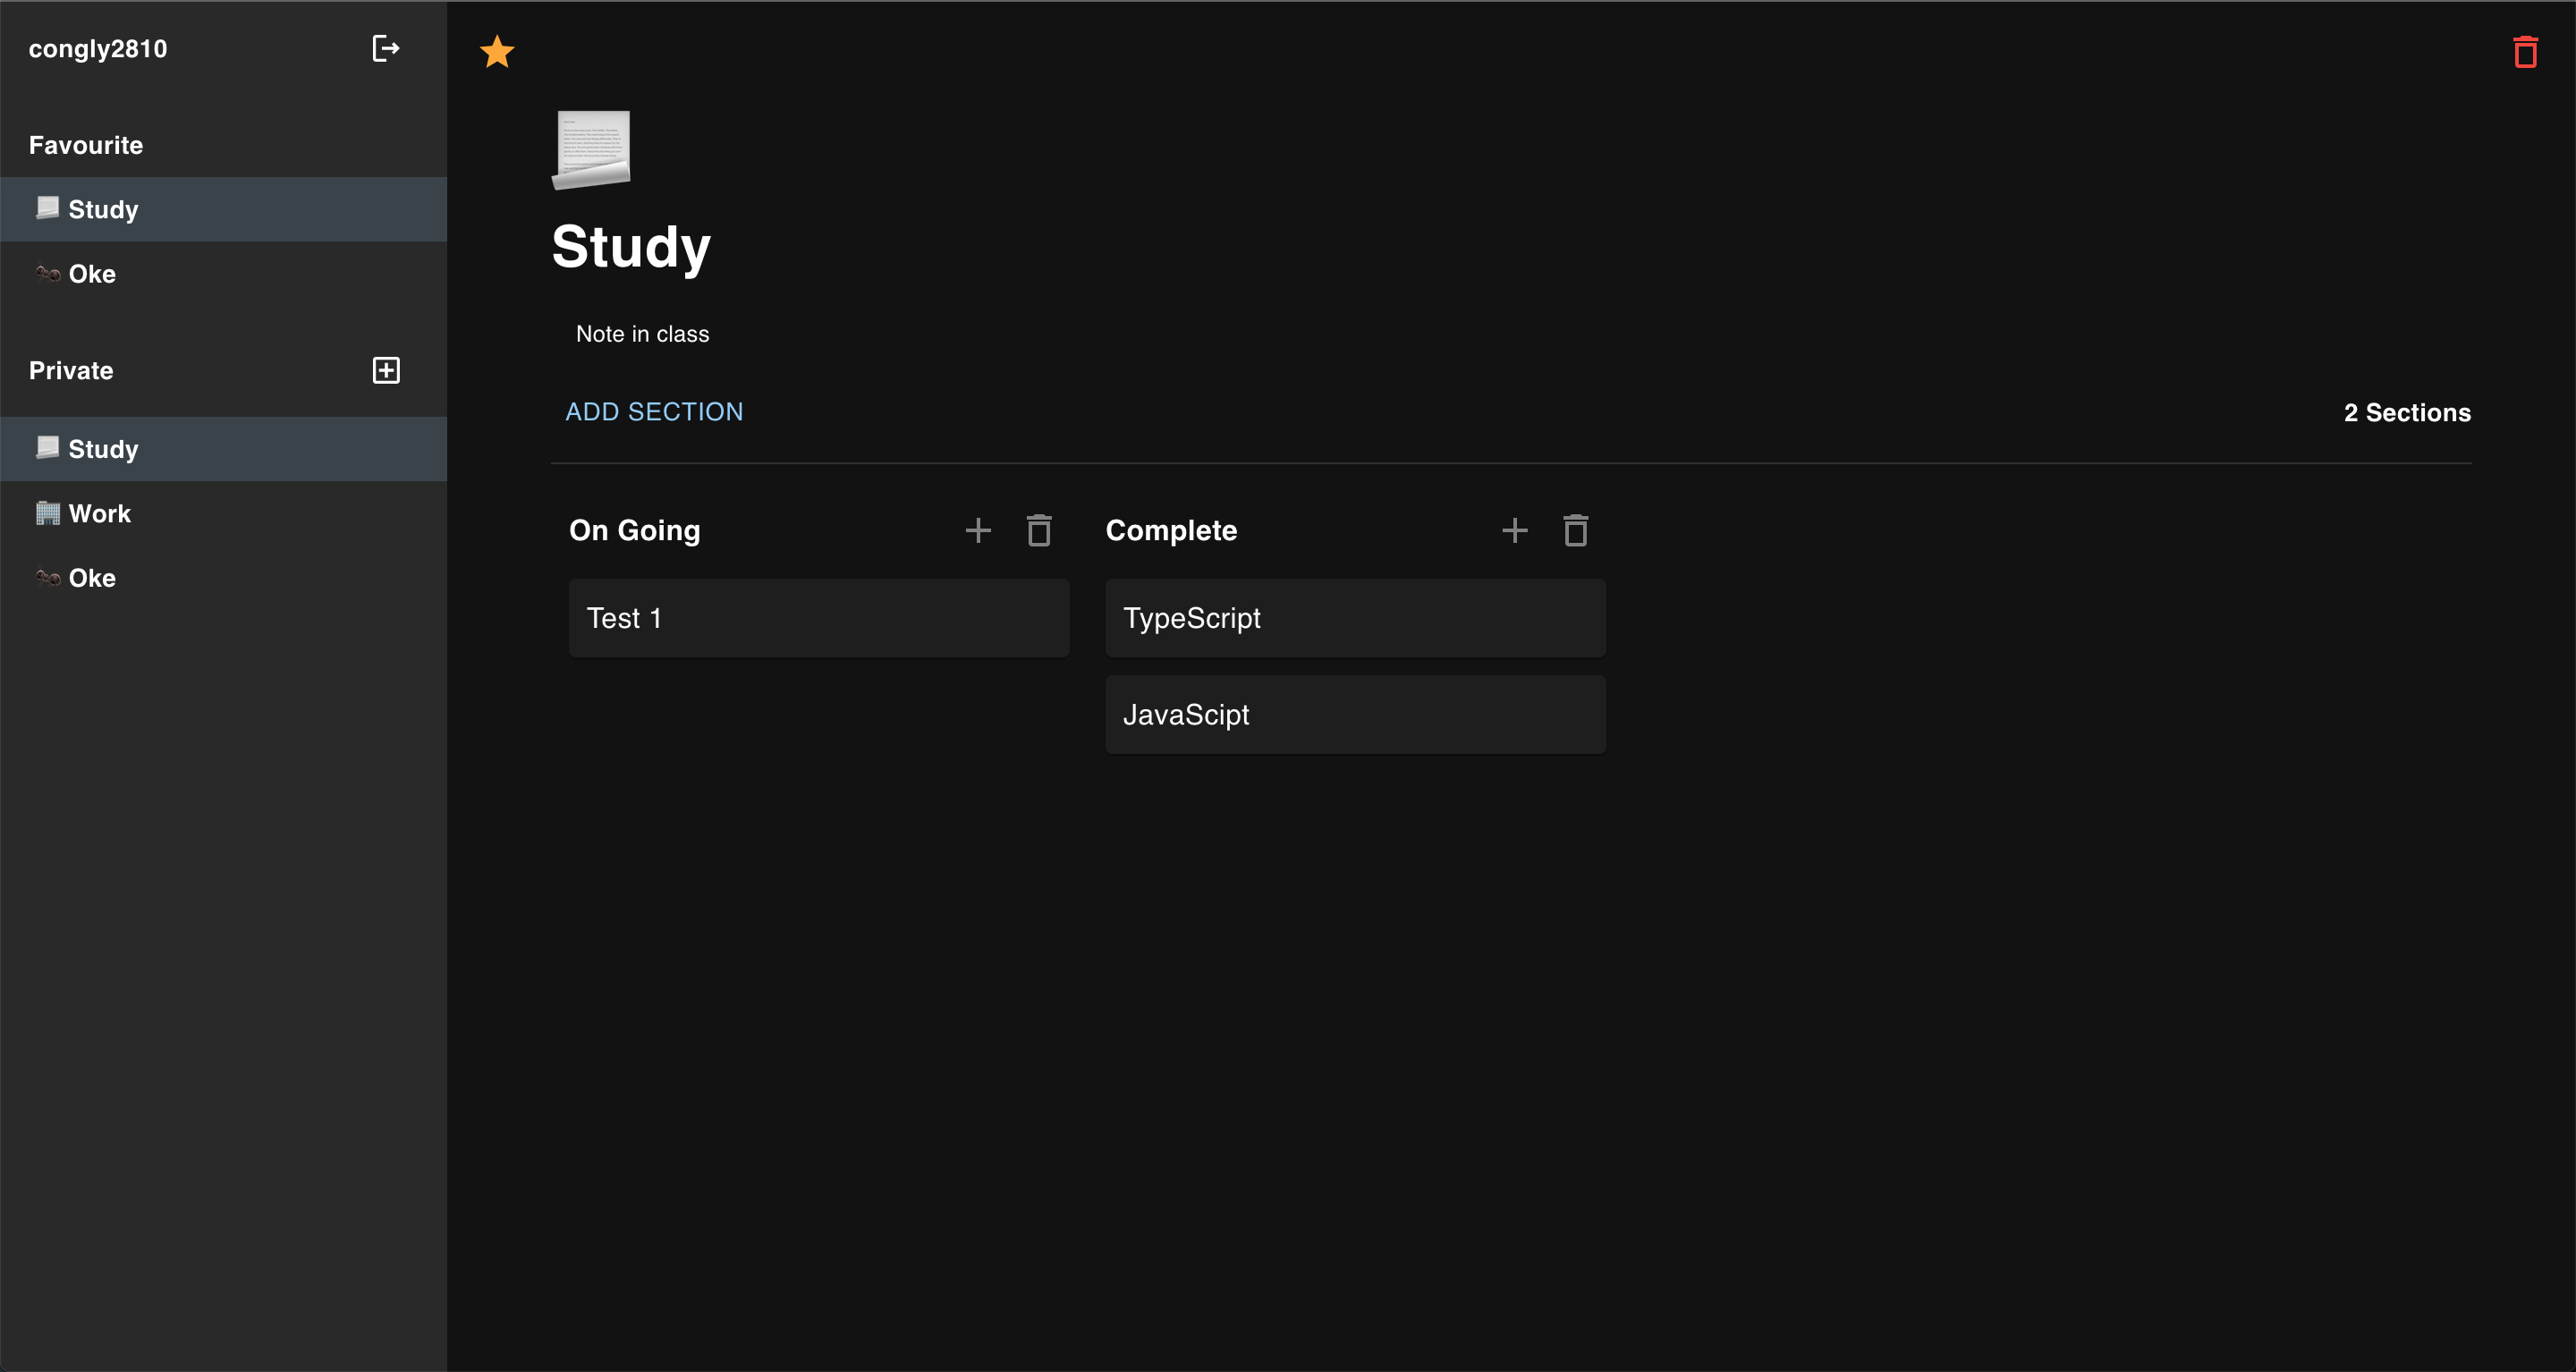 congly2810
Favourite
Study
Oke
Private
Study
Work
Oke
Study
Note in class
ADD SECTION
2 Sections
On Going
Test 1
Complete
TypeScript
JavaScipt